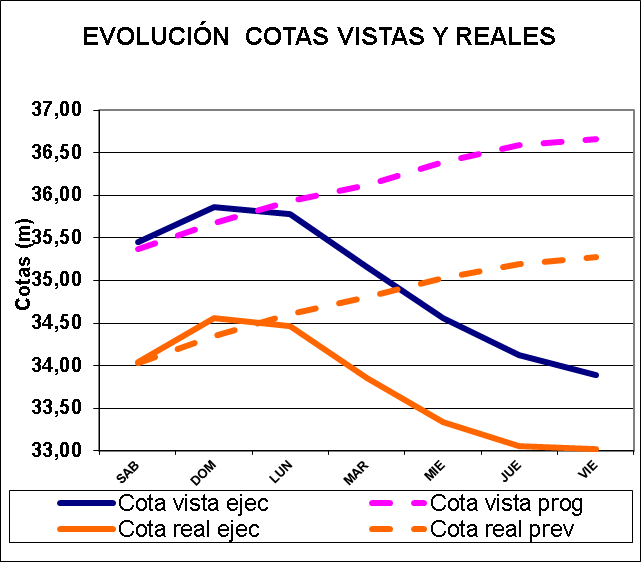 EVOLUCIÓN  COTAS VISTAS Y REALES
37,00
36,50
36,00
35,50
35,00
34,50
34,00
33,50
33,00
Cotas (m)
SAB DOM LUN MAR MIE JUE VIE
Cota vista ejec Cota vista prog
Cota real ejec Cota real prev